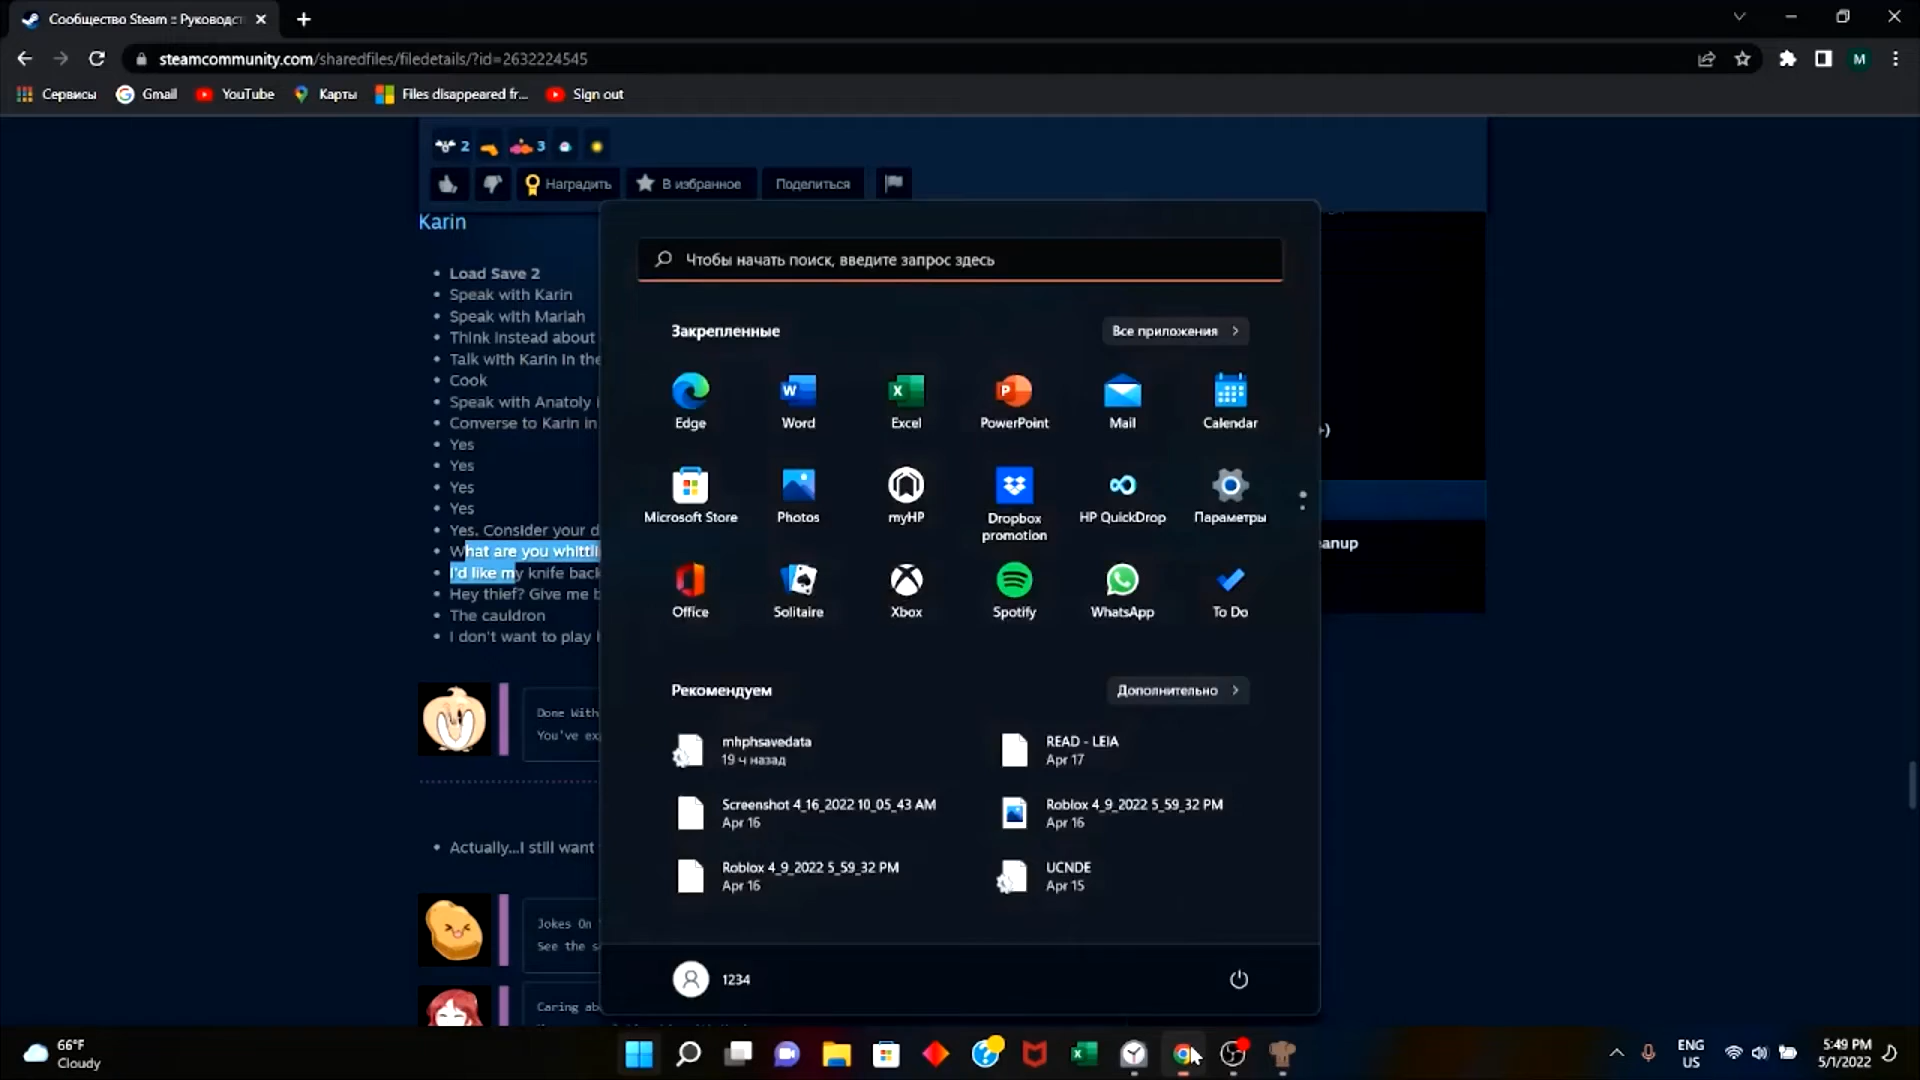 Сообщество Steam :: Руководст
steamcommunity.com/sharedfiles/filedetails/?id=2632224545
M
Сервисы
Gmail
YouTube
Карты
Files disappeared fr...
Sign out
2
3
Наградить
В избранное
Поделиться
Karin
Load Save 2
Speak with Karin
Speak with Mariah
Think instead about
Talk with Karin in the
Cook
Speak with Anatoly i
Converse to Karin in
Yes
Yes
Yes
Yes
Yes. Consider your d
What are you whittli
I'd like my knife back
Hey thief? Give me b
The cauldron
I don't want to play h
Done With
You've ex
Actually...I still want
Jokes On
See the s
Caring ab
+)
eanup
Чтобы начать поиск, введите запрос здесь
Закрепленные
Все приложения
Edge
Word
Excel
PowerPoint
Mail
Calendar
Microsoft Store
Photos
myHP
Dropbox promotion
HP QuickDrop
Параметры
Office
Solitaire
Xbox
Spotify
WhatsApp
To Do
Рекомендуем
Дополнительно
mhphsavedata
19 ч назад
READ - LEIA
Apr 17
Screenshot 4_16_2022 10_05_43 AM
Apr 16
Roblox 4_9_2022 5_59_32 PM
Apr 16
Roblox 4_9_2022 5_59_32 PM
Apr 16
UCNDE
Apr 15
1234
66°F
Cloudy
ENG
US
5:49 PM
5/1/2022